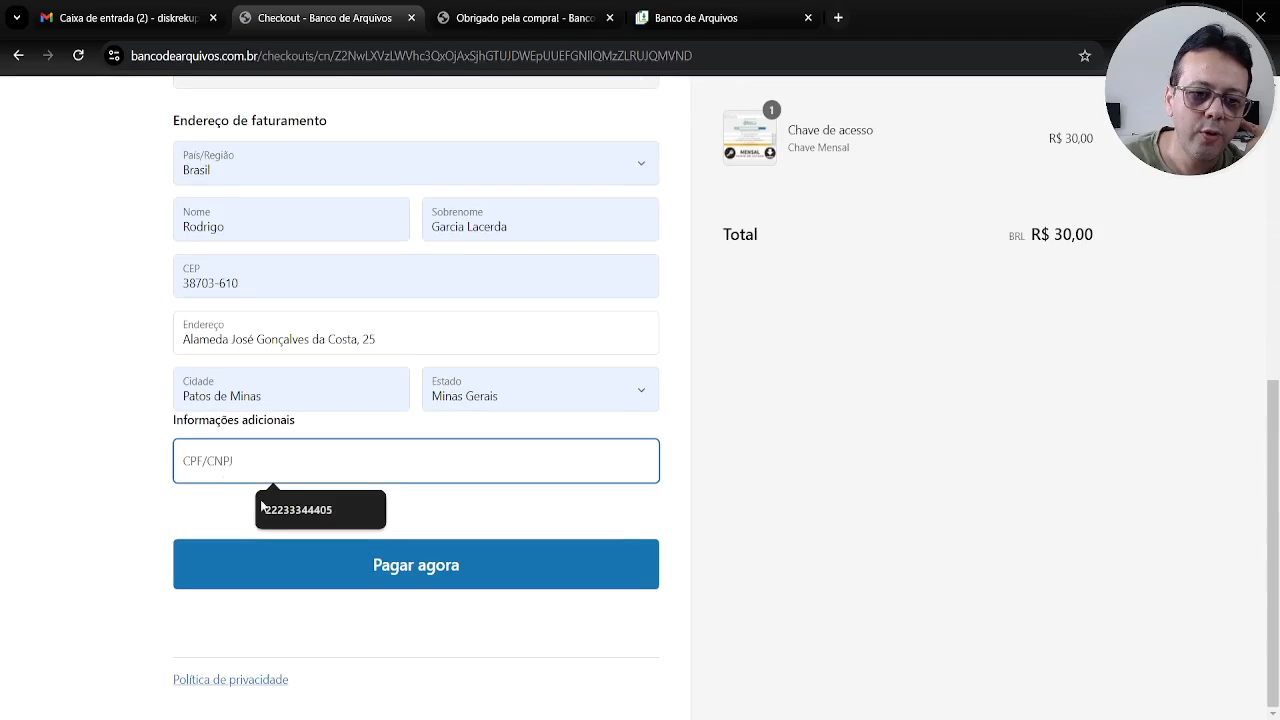 Caixa de entrada (2) - diskrekup
Checkout - Banco de Arquivos
Obrigado pela compra! - Banco
Banco de Arquivos
bancodearquivos.com.br/checkouts/cn/Z2NwLXVzLWVhc3QxOjAxSjhGTUJDWEpUUEFGNllQMzZLRUJQMVND
Endereço de faturamento
País/Região
Brasil
Nome
Rodrigo
Sobrenome
Garcia Lacerda
CEP
38703-610
Endereço
Alameda José Gonçalves da Costa, 25
Cidade
Patos de Minas
Estado
Minas Gerais
Informações adicionais
CPF/CNPJ
22233344405
Pagar agora
Política de privacidade
1
Chave de acesso
Chave Mensal
R$ 30,00
MENSAL
Total
BRL R$ 30,00